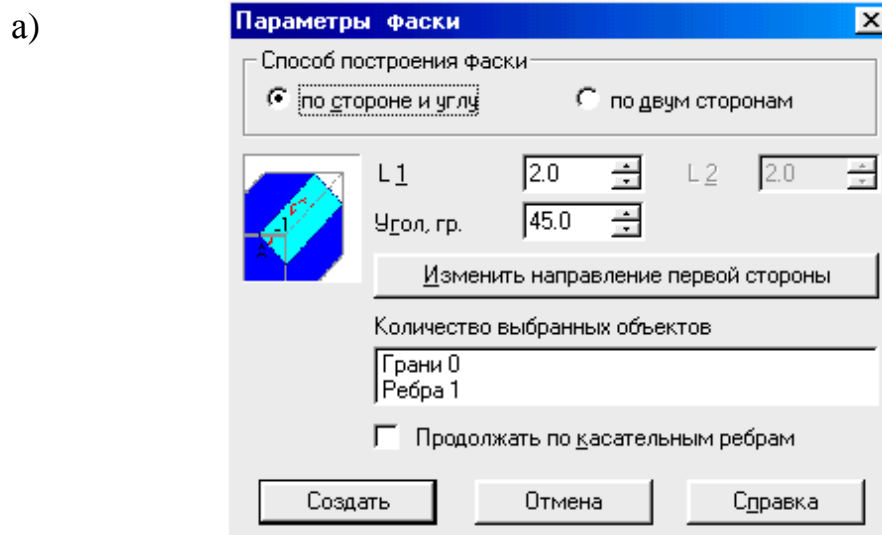 а)
Параметры фаски
Способ построения фаски
по стороне и углу по двум сторонам
L 1 2.0 L 2 2.0
Угол, гр. 45.0
Изменить направление первой стороны
Количество выбранных объектов
Грани 0
Ребра 1
Продолжать по касательным ребрам
Создать Отмена Справка